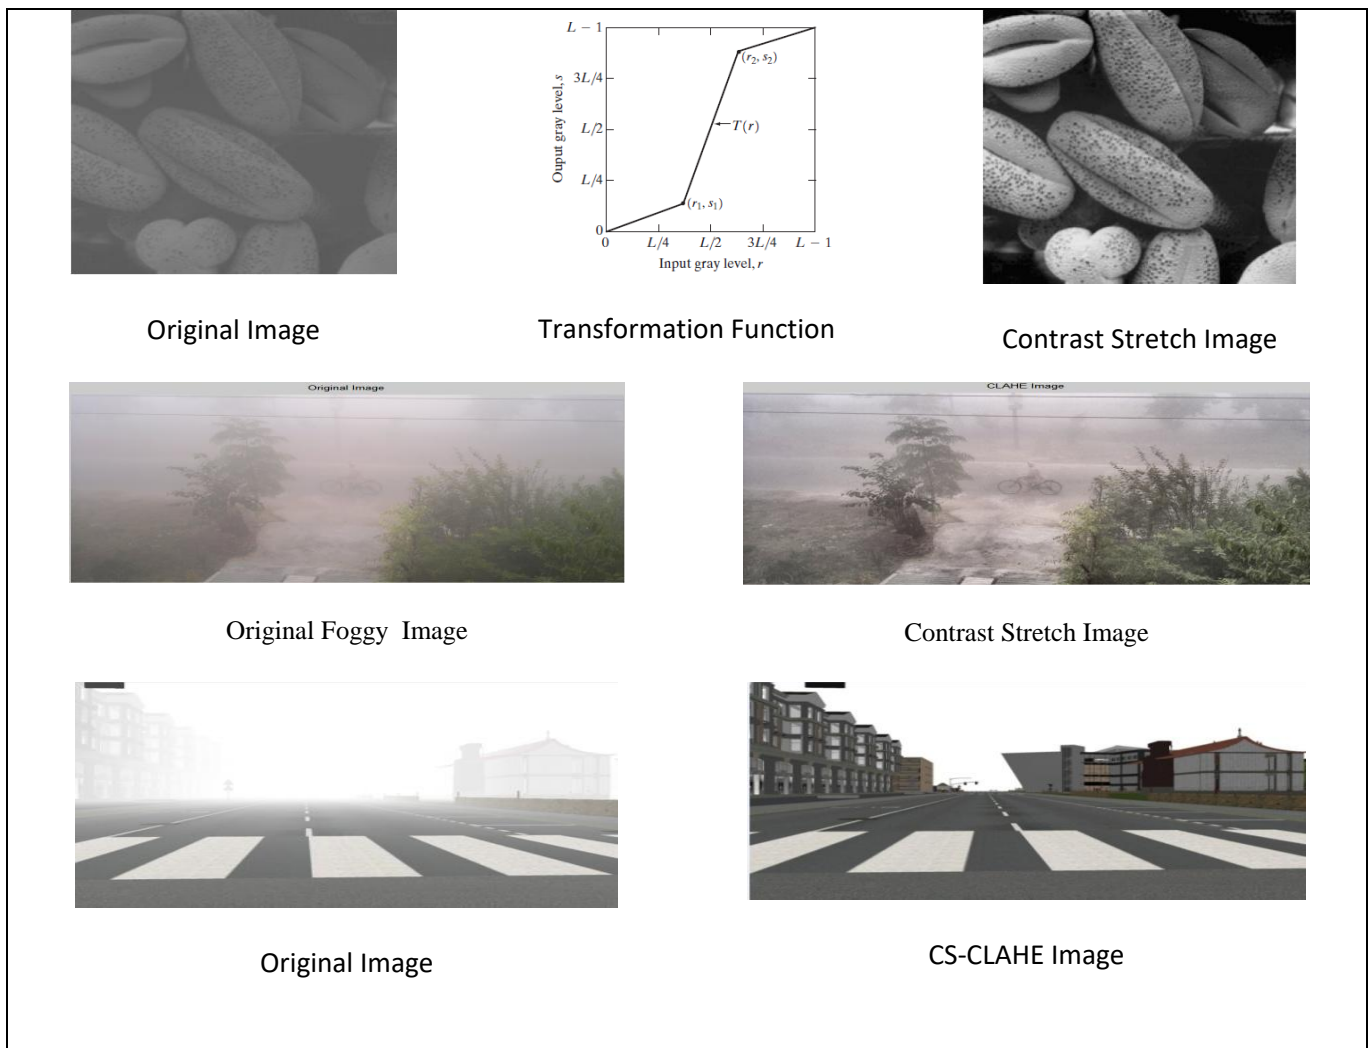 L − 1
3L/4
L/2
L/4
0
Ouput gray level, s
(r₂, s₂)
T(r)
(r₁, s₁)
0 L/4 L/2 3L/4 L − 1
Input gray level, r
Original Image
Transformation Function
Contrast Stretch Image
Original Image
CLAHE Image
Original Foggy Image
Contrast Stretch Image
Original Image
CS-CLAHE Image